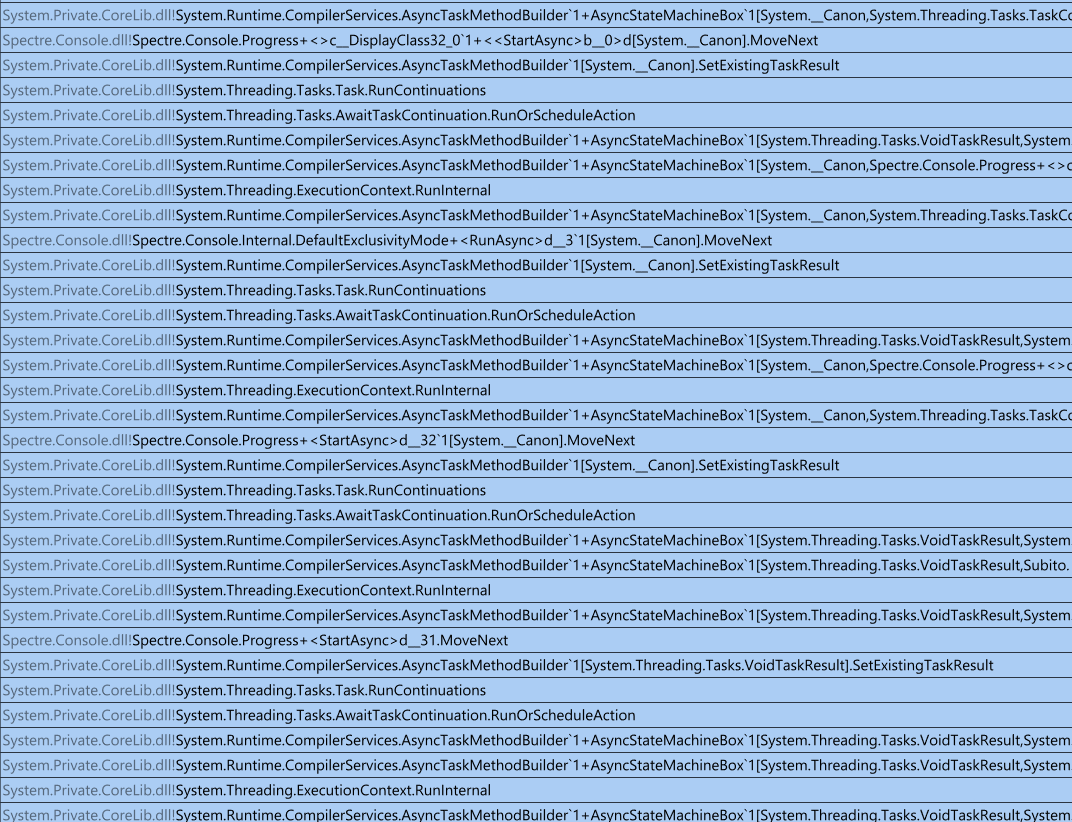 System.Private.CoreLib.dll!System.Runtime.CompilerServices.AsyncTaskMethodBuilder`1+AsyncStateMachineBox`1[System.__Canon,System.Threading.Tasks.TaskCo
Spectre.Console.dll!Spectre.Console.Progress+<>c__DisplayClass32_0`1+<<StartAsync>b__0>d[System.__Canon].MoveNext
System.Private.CoreLib.dll!System.Runtime.CompilerServices.AsyncTaskMethodBuilder`1[System.__Canon].SetExistingTaskResult
System.Private.CoreLib.dll!System.Threading.Tasks.Task.RunContinuations
System.Private.CoreLib.dll!System.Threading.Tasks.AwaitTaskContinuation.RunOrScheduleAction
System.Private.CoreLib.dll!System.Runtime.CompilerServices.AsyncTaskMethodBuilder`1+AsyncStateMachineBox`1[System.Threading.Tasks.VoidTaskResult,System.
System.Private.CoreLib.dll!System.Runtime.CompilerServices.AsyncTaskMethodBuilder`1+AsyncStateMachineBox`1[System.__Canon,Spectre.Console.Progress+<>c
System.Private.CoreLib.dll!System.Threading.ExecutionContext.RunInternal
System.Private.CoreLib.dll!System.Runtime.CompilerServices.AsyncTaskMethodBuilder`1+AsyncStateMachineBox`1[System.__Canon,System.Threading.Tasks.TaskCo
Spectre.Console.dll!Spectre.Console.Internal.DefaultExclusivityMode+<RunAsync>d__3`1[System.__Canon].MoveNext
System.Private.CoreLib.dll!System.Runtime.CompilerServices.AsyncTaskMethodBuilder`1[System.__Canon].SetExistingTaskResult
System.Private.CoreLib.dll!System.Threading.Tasks.Task.RunContinuations
System.Private.CoreLib.dll!System.Threading.Tasks.AwaitTaskContinuation.RunOrScheduleAction
System.Private.CoreLib.dll!System.Runtime.CompilerServices.AsyncTaskMethodBuilder`1+AsyncStateMachineBox`1[System.Threading.Tasks.VoidTaskResult,System.
System.Private.CoreLib.dll!System.Runtime.CompilerServices.AsyncTaskMethodBuilder`1+AsyncStateMachineBox`1[System.__Canon,Spectre.Console.Progress+<>c
System.Private.CoreLib.dll!System.Threading.ExecutionContext.RunInternal
System.Private.CoreLib.dll!System.Runtime.CompilerServices.AsyncTaskMethodBuilder`1+AsyncStateMachineBox`1[System.__Canon,System.Threading.Tasks.TaskCo
Spectre.Console.dll!Spectre.Console.Progress+<StartAsync>d__32`1[System.__Canon].MoveNext
System.Private.CoreLib.dll!System.Runtime.CompilerServices.AsyncTaskMethodBuilder`1[System.__Canon].SetExistingTaskResult
System.Private.CoreLib.dll!System.Threading.Tasks.Task.RunContinuations
System.Private.CoreLib.dll!System.Threading.Tasks.AwaitTaskContinuation.RunOrScheduleAction
System.Private.CoreLib.dll!System.Runtime.CompilerServices.AsyncTaskMethodBuilder`1+AsyncStateMachineBox`1[System.Threading.Tasks.VoidTaskResult,System.
System.Private.CoreLib.dll!System.Runtime.CompilerServices.AsyncTaskMethodBuilder`1+AsyncStateMachineBox`1[System.Threading.Tasks.VoidTaskResult,Subito.
System.Private.CoreLib.dll!System.Threading.ExecutionContext.RunInternal
System.Private.CoreLib.dll!System.Runtime.CompilerServices.AsyncTaskMethodBuilder`1+AsyncStateMachineBox`1[System.Threading.Tasks.VoidTaskResult,System.
Spectre.Console.dll!Spectre.Console.Progress+<StartAsync>d__31.MoveNext
System.Private.CoreLib.dll!System.Runtime.CompilerServices.AsyncTaskMethodBuilder`1[System.Threading.Tasks.VoidTaskResult].SetExistingTaskResult
System.Private.CoreLib.dll!System.Threading.Tasks.Task.RunContinuations
System.Private.CoreLib.dll!System.Threading.Tasks.AwaitTaskContinuation.RunOrScheduleAction
System.Private.CoreLib.dll!System.Runtime.CompilerServices.AsyncTaskMethodBuilder`1+AsyncStateMachineBox`1[System.Threading.Tasks.VoidTaskResult,System.
System.Private.CoreLib.dll!System.Runtime.CompilerServices.AsyncTaskMethodBuilder`1+AsyncStateMachineBox`1[System.Threading.Tasks.VoidTaskResult,System.
System.Private.CoreLib.dll!System.Threading.ExecutionContext.RunInternal
System.Private.CoreLib.dll!System.Runtime.CompilerServices.AsyncTaskMethodBuilder`1+AsyncStateMachineBox`1[System.Threading.Tasks.VoidTaskResult,System.